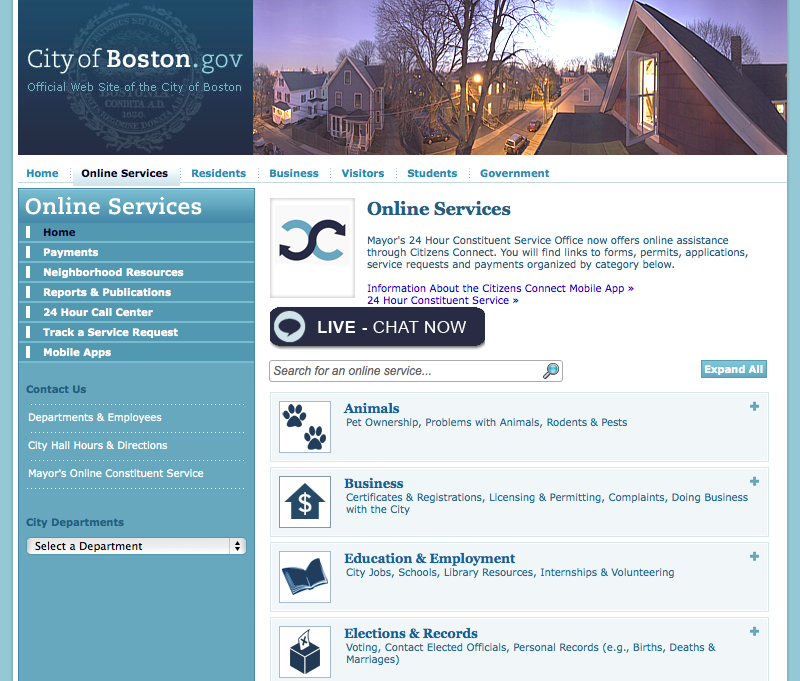 City of Boston.gov
Official Web Site of the City of Boston
CONDITA A.D.
1630.
Home
Online Services
Residents
Business
Visitors
Students
Government
Online Services
Home
Payments
Neighborhood Resources
Reports & Publications
24 Hour Call Center
Track a Service Request
Mobile Apps
Contact Us
Departments & Employees
City Hall Hours & Directions
Mayor's Online Constituent Service
City Departments
Select a Department
Online Services
Mayor's 24 Hour Constituent Service Office now offers online assistance
through Citizens Connect. You will find links to forms, permits, applications,
service requests and payments organized by category below.
Information About the Citizens Connect Mobile App »
24 Hour Constituent Service »
LIVE - CHAT NOW
Search for an online service...
Expand All
Animals
Pet Ownership, Problems with Animals, Rodents & Pests
Business
Certificates & Registrations, Licensing & Permitting, Complaints, Doing Business
with the City
$
Education & Employment
City Jobs, Schools, Library Resources, Internships & Volunteering
Elections & Records
Voting, Contact Elected Officials, Personal Records (e.g., Births, Deaths &
Marriages)